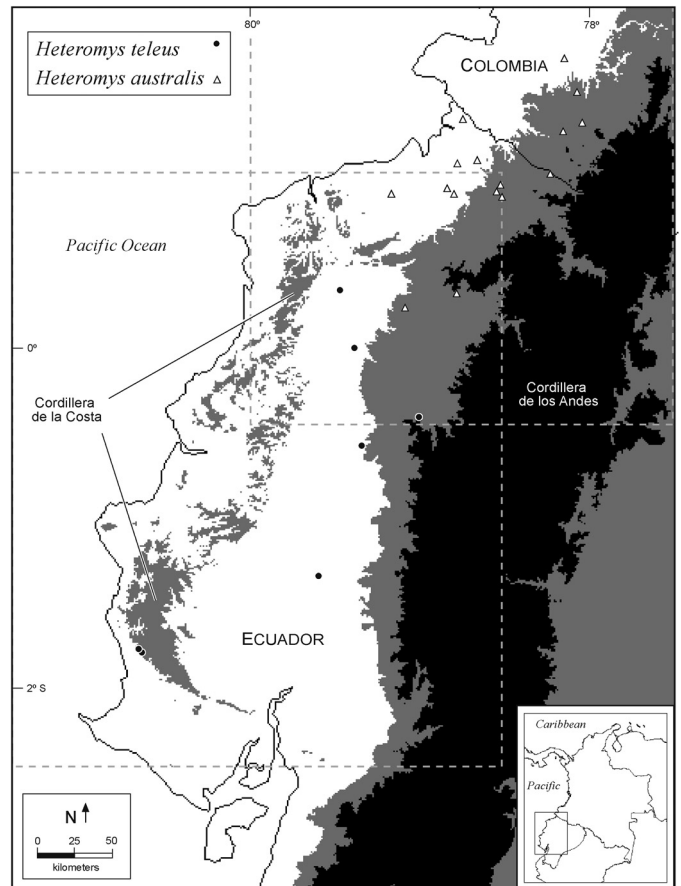 80°
78°
Heteromys teleus
Heteromys australis
COLOMBIA
Pacific Ocean
0°
Cordillera
de la Costa
Cordillera
de los Andes
ECUADOR
2° S
N
0 25 50
kilometers
Caribbean
Pacific